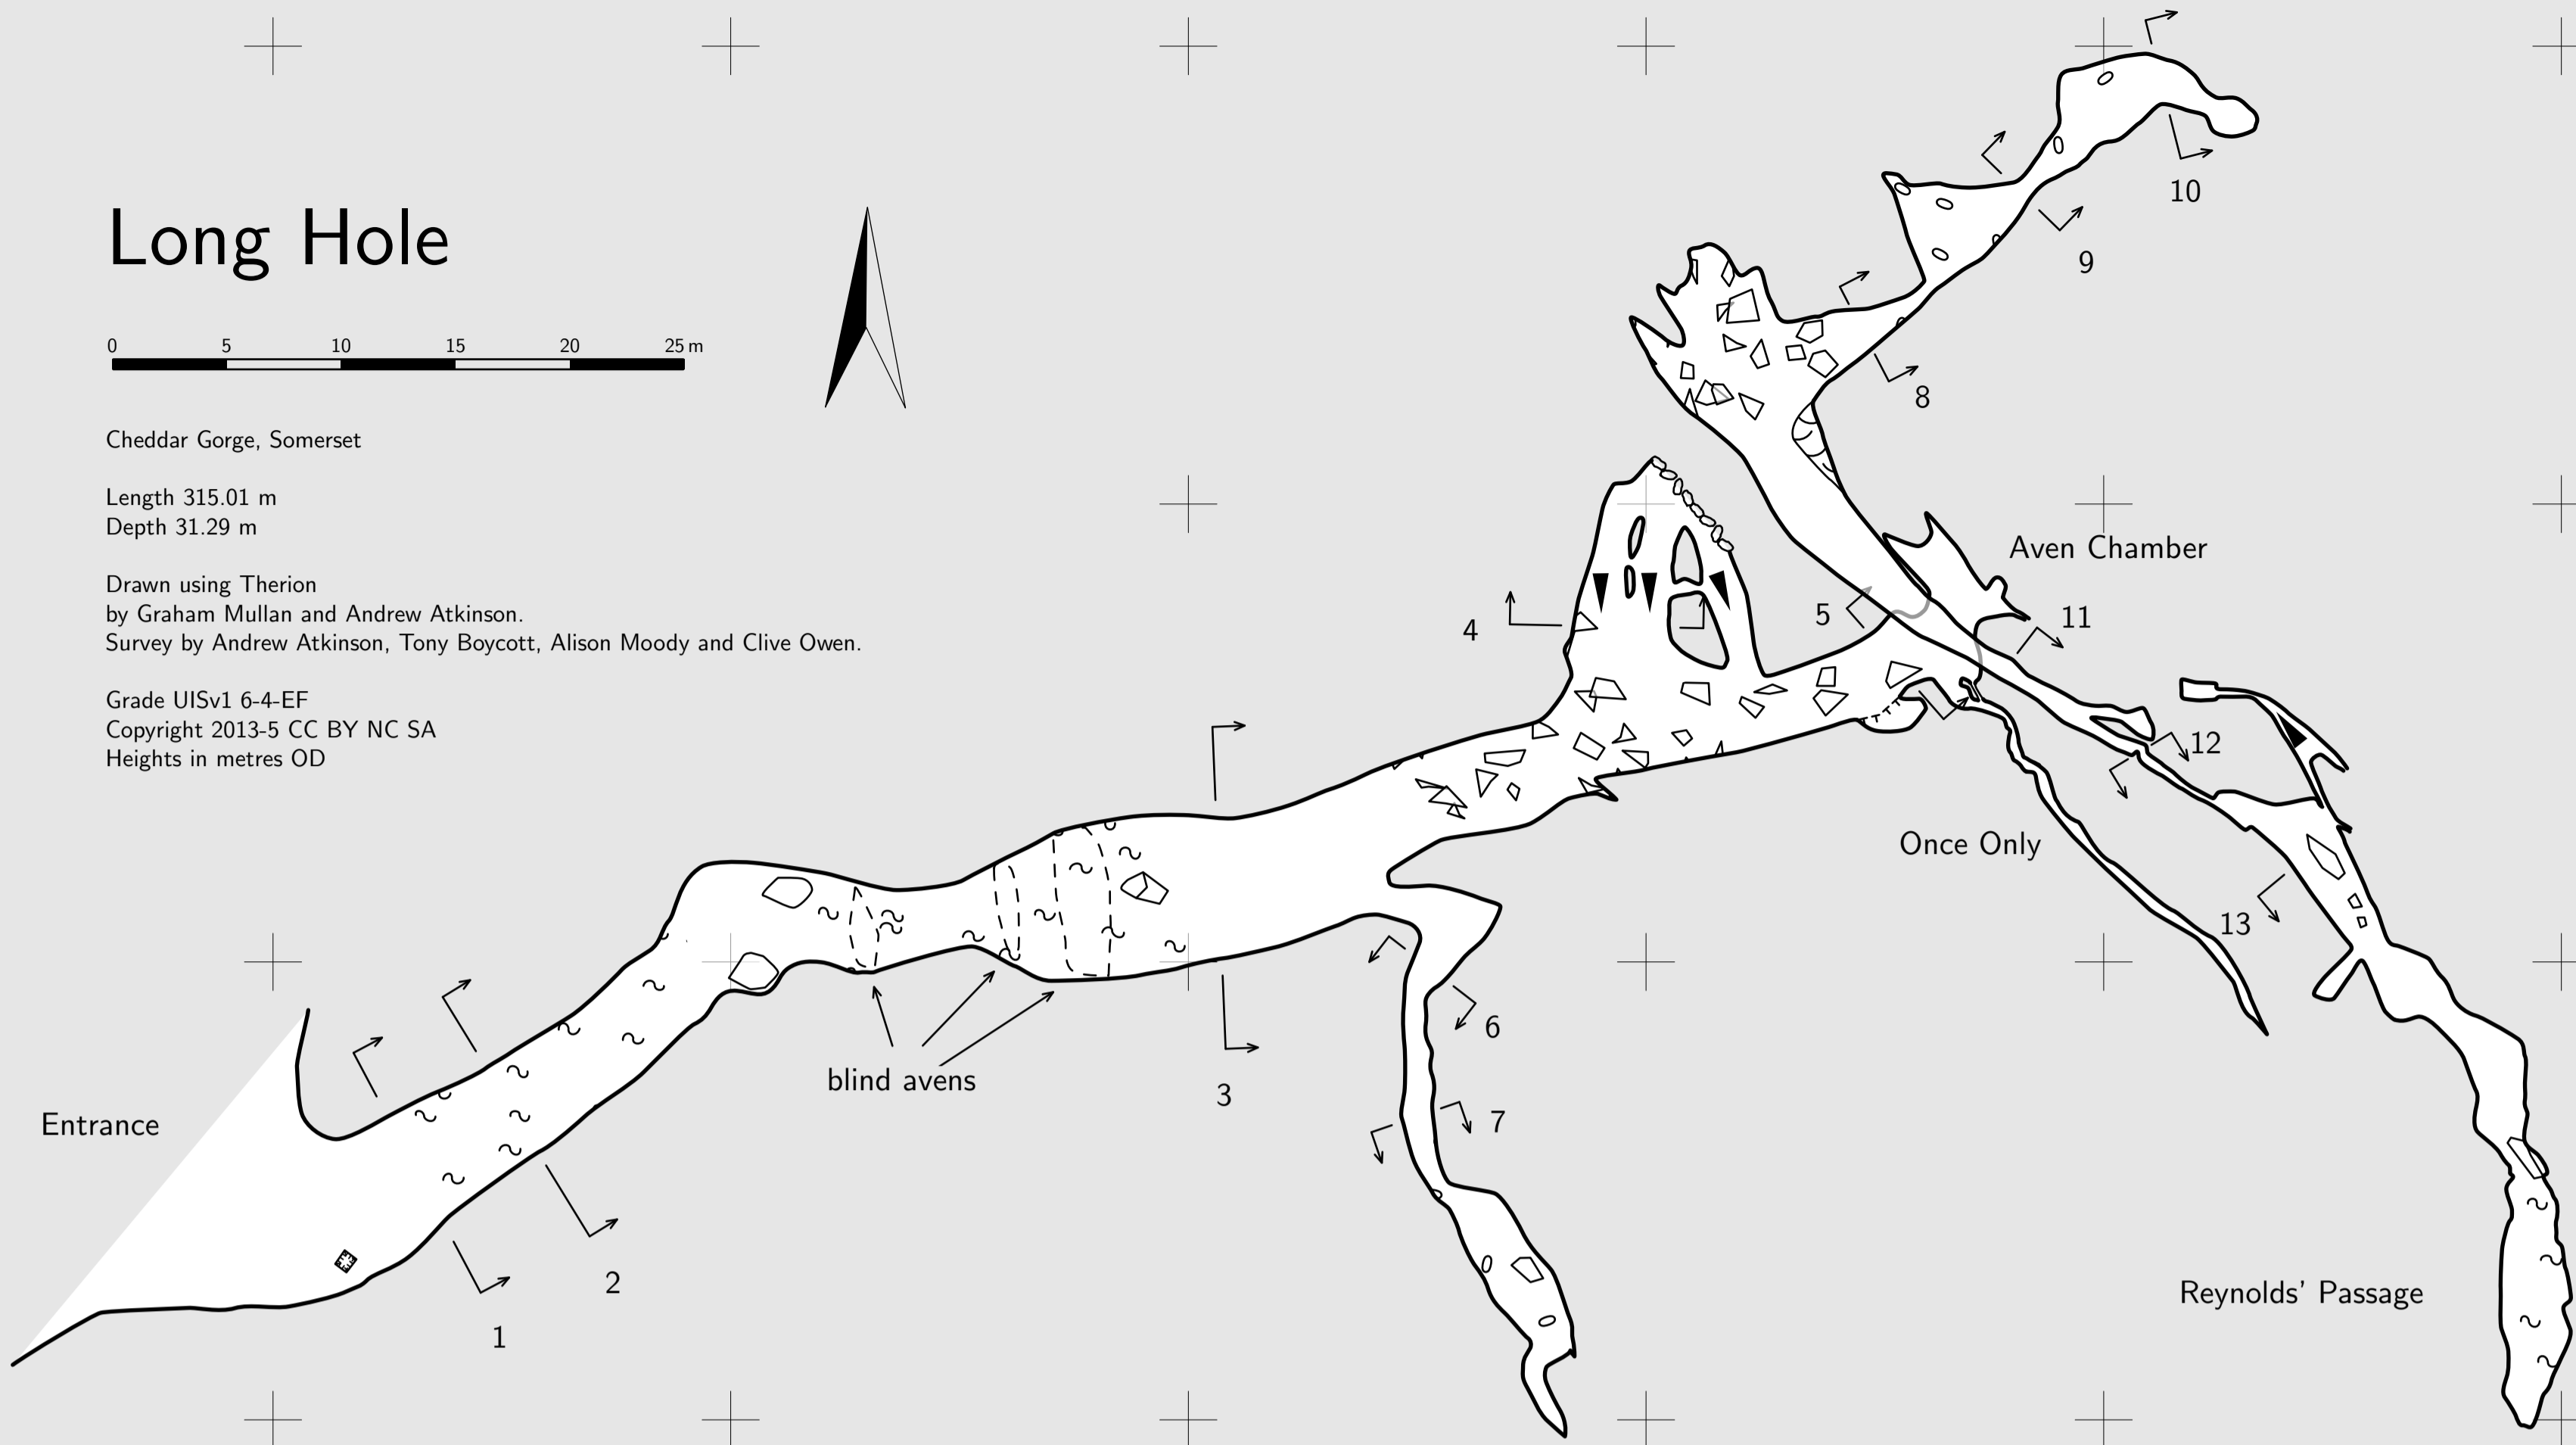 Long Hole
0 5 10 15 20 25 m
Cheddar Gorge, Somerset
Length 315.01 m
Depth 31.29 m
Drawn using Therion
by Graham Mullan and Andrew Atkinson.
Survey by Andrew Atkinson, Tony Boycott, Alison Moody and Clive Owen.
Grade UISv1 6-4-EF
Copyright 2013-5 CC BY NC SA
Heights in metres OD
10
9
8
Aven Chamber
5
11
4
12
Once Only
13
6
blind avens
3
7
Entrance
2
Reynolds' Passage
1